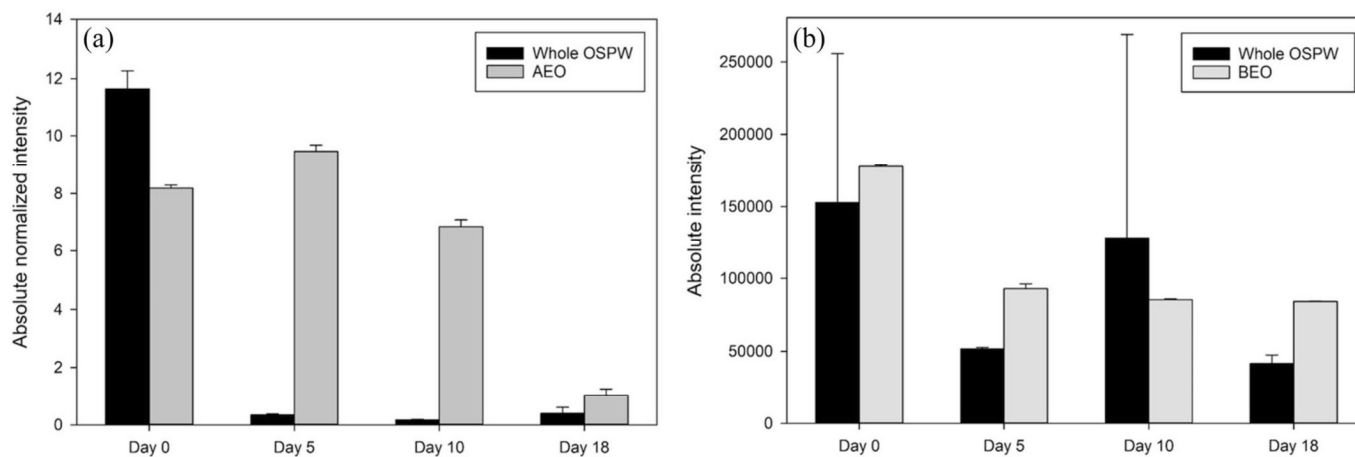 (a)
Whole OSPW
AEO
Absolute normalized intensity
14
12
10
8
6
4
2
0
Day 0 Day 5 Day 10 Day 18
(b)
Whole OSPW
BEO
Absolute intensity
250000
200000
150000
100000
50000
0
Day 0 Day 5 Day 10 Day 18